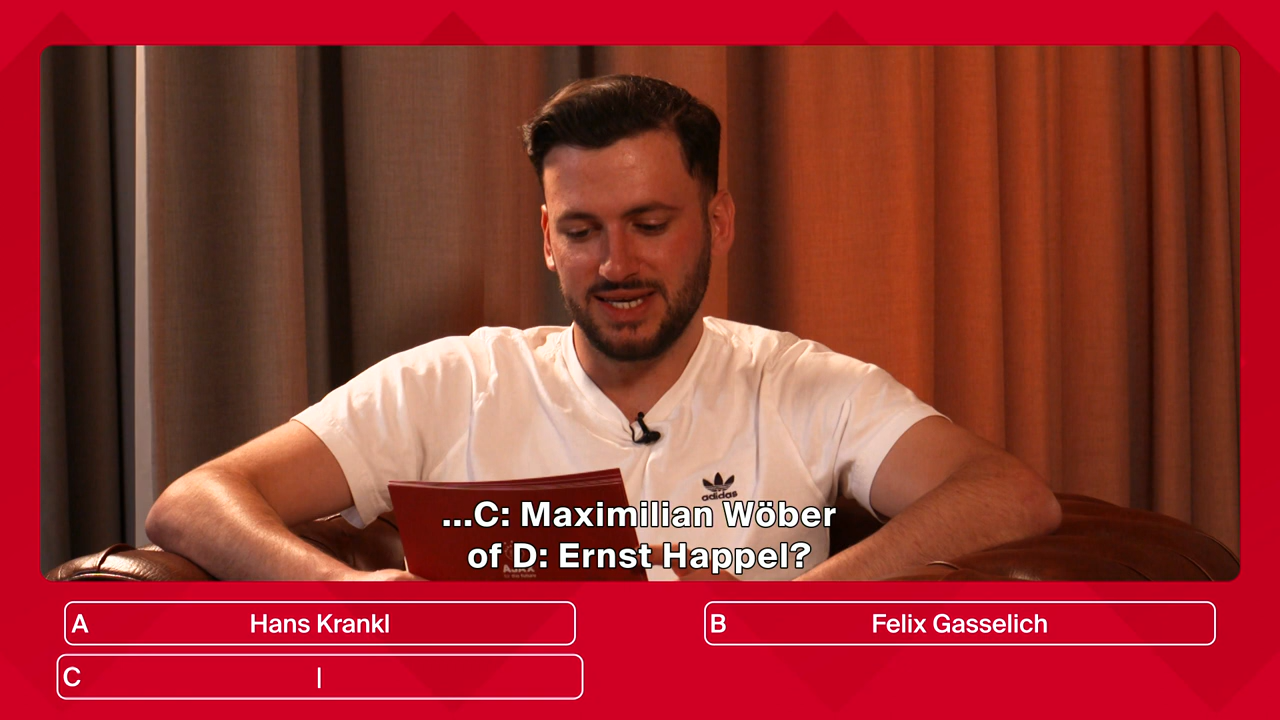 adidas
...C: Maximilian Wöber
of D: Ernst Happel?
A Hans Krankl
B Felix Gasselich
C